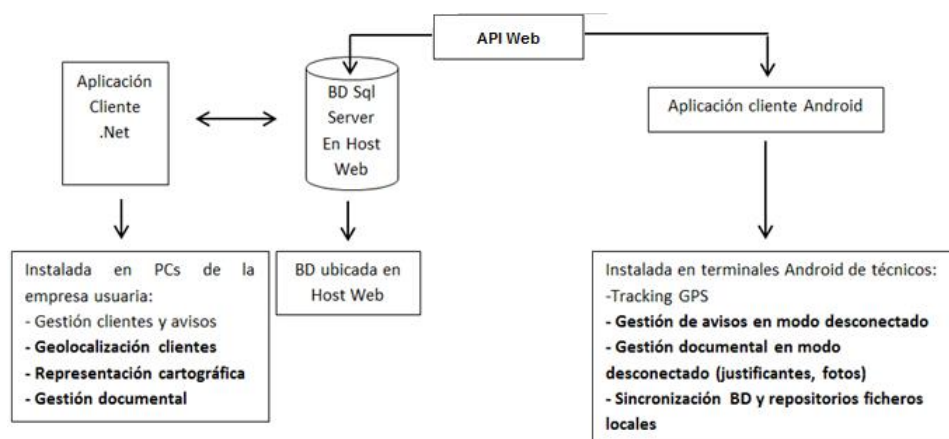 API Web
Aplicación
Cliente
.Net
BD Sql
Server
En Host
Web
Aplicación cliente Android
Instalada en PCs de la
empresa usuaria:
- Gestión clientes y avisos
- Geolocalización clientes
- Representación cartográfica
- Gestión documental
BD ubicada en
Host Web
Instalada en terminales Android de técnicos:
-Tracking GPS
- Gestión de avisos en modo desconectado
- Gestión documental en modo
desconectado (justificantes, fotos)
- Sincronización BD y repositorios ficheros
locales